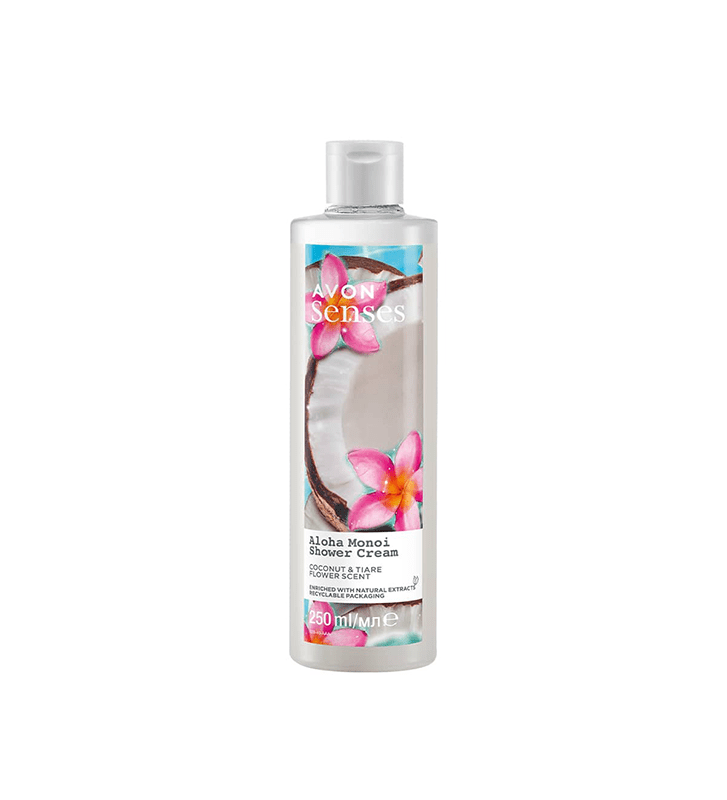 AVON
Senses
Aloha Monoi
Shower Cream
COCONUT & TIARE
FLOWER SCENT
ENRICHED WITH NATURAL EXTRACTS
RECYCLABLE PACKAGING
250 ml/мл℮